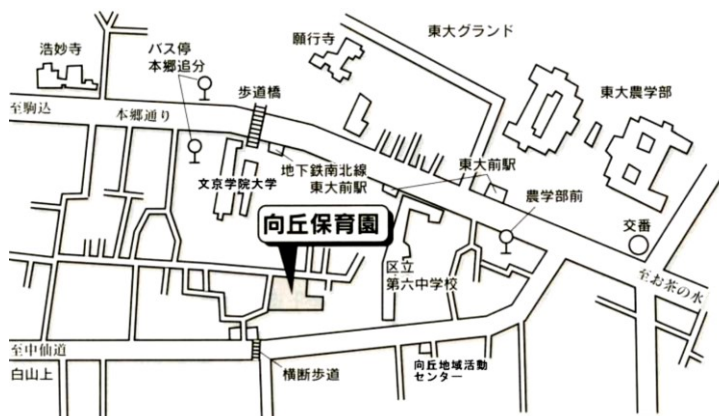 浩妙寺
バス停
本郷追分
願行寺
東大グランド
歩道橋
東大農学部
至駒込
本郷通り
地下鉄南北線
東大前駅
文京学院大学
東大前駅
農学部前
向丘保育園
交番
区立
第六中学校
至お茶の水
至中仙道
白山上
横断歩道
向丘地域活動
センター